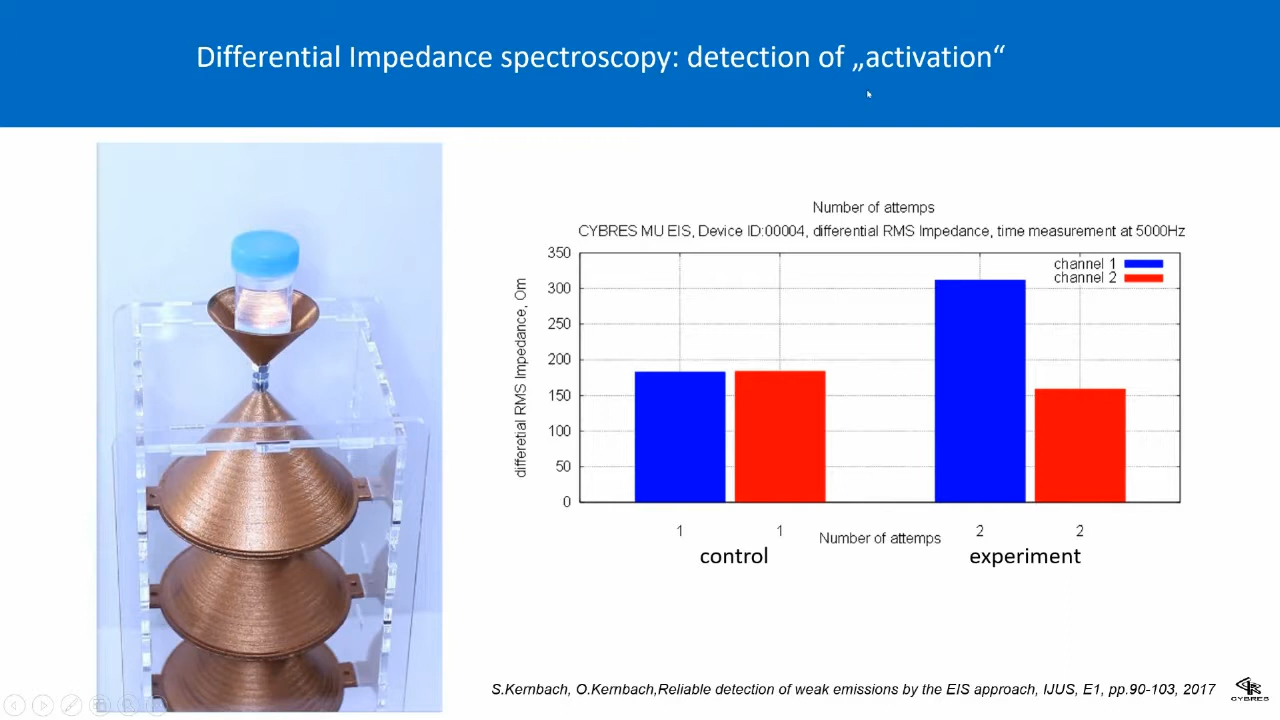 Differential Impedance spectroscopy: detection of „activation“
Number of attemps
CYBRES MU EIS, Device ID:00004, differential RMS Impedance, time measurement at 5000Hz
differetial RMS Impedance, Om
350
300
250
200
150
100
50
0
channel 1
channel 2
1 1 Number of attemps 2 2
control experiment
S.Kernbach, O.Kernbach,Reliable detection of weak emissions by the EIS approach, IJUS, E1, pp.90-103, 2017
CYBRES